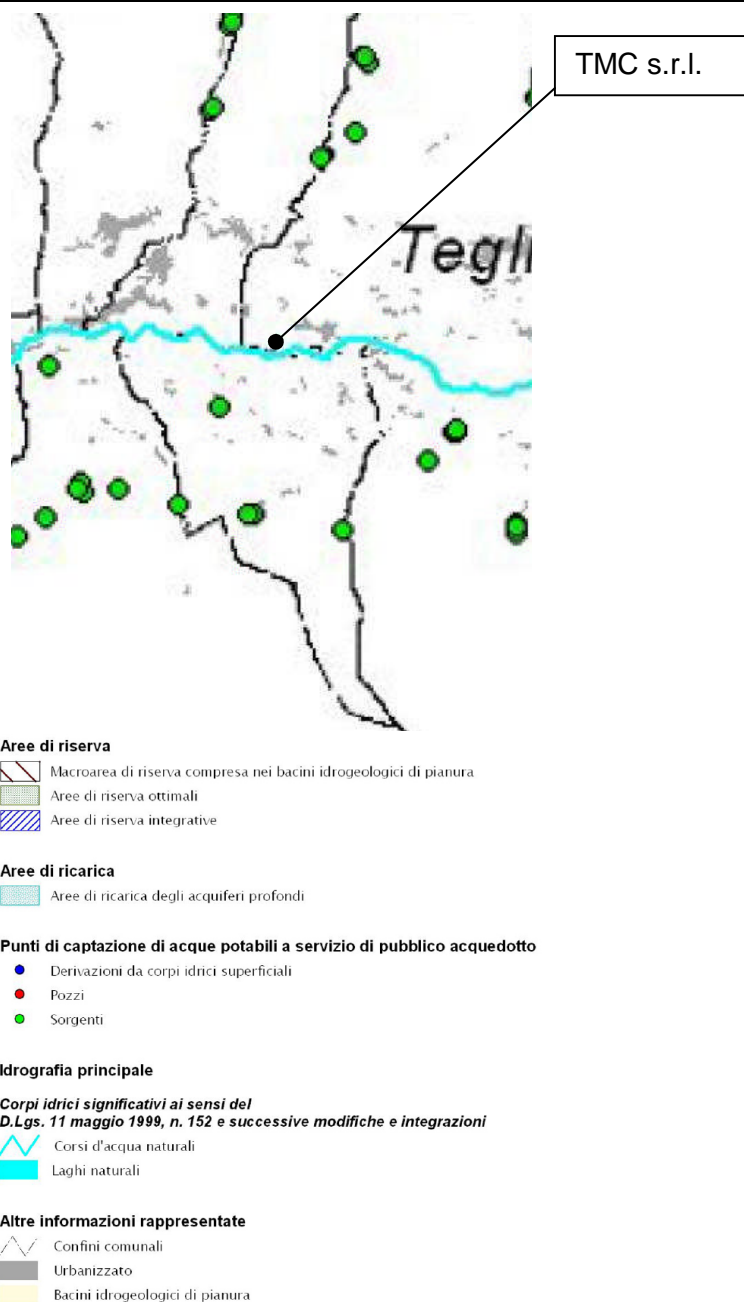 TMC s.r.l.
Tegli
Aree di riserva
Macroarea di riserva compresa nei bacini idrogeologici di pianura
Aree di riserva ottimali
Aree di riserva integrative
Aree di ricarica
Aree di ricarica degli acquiferi profondi
Punti di captazione di acque potabili a servizio di pubblico acquedotto
Derivazioni da corpi idrici superficiali
Pozzi
Sorgenti
Idrografia principale
Corpi idrici significativi ai sensi del
D.Lgs. 11 maggio 1999, n. 152 e successive modifiche e integrazioni
Corsi d'acqua naturali
Laghi naturali
Altre informazioni rappresentate
Confini comunali
Urbanizzato
Bacini idrogeologici di pianura